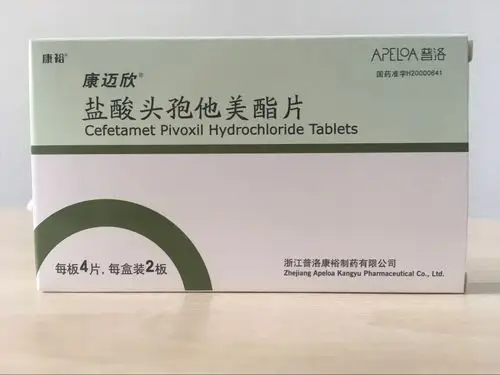 康裕
APELOA 普洛
国药准字H20000641
康迈欣®
盐酸头孢他美酯片
Cefetamet Pivoxil Hydrochloride Tablets
每板4片，每盒装2板
浙江普洛康裕制药有限公司
Zhejiang Apeloa Kangyu Pharmaceutical Co., Ltd.